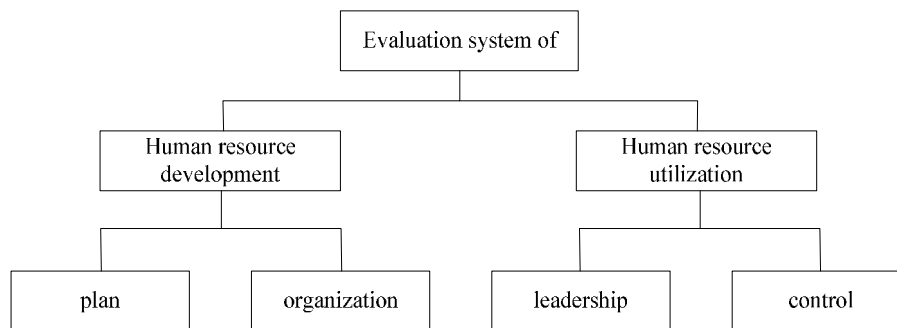 Evaluation system of
Human resource
development
Human resource
utilization
plan
organization
leadership
control